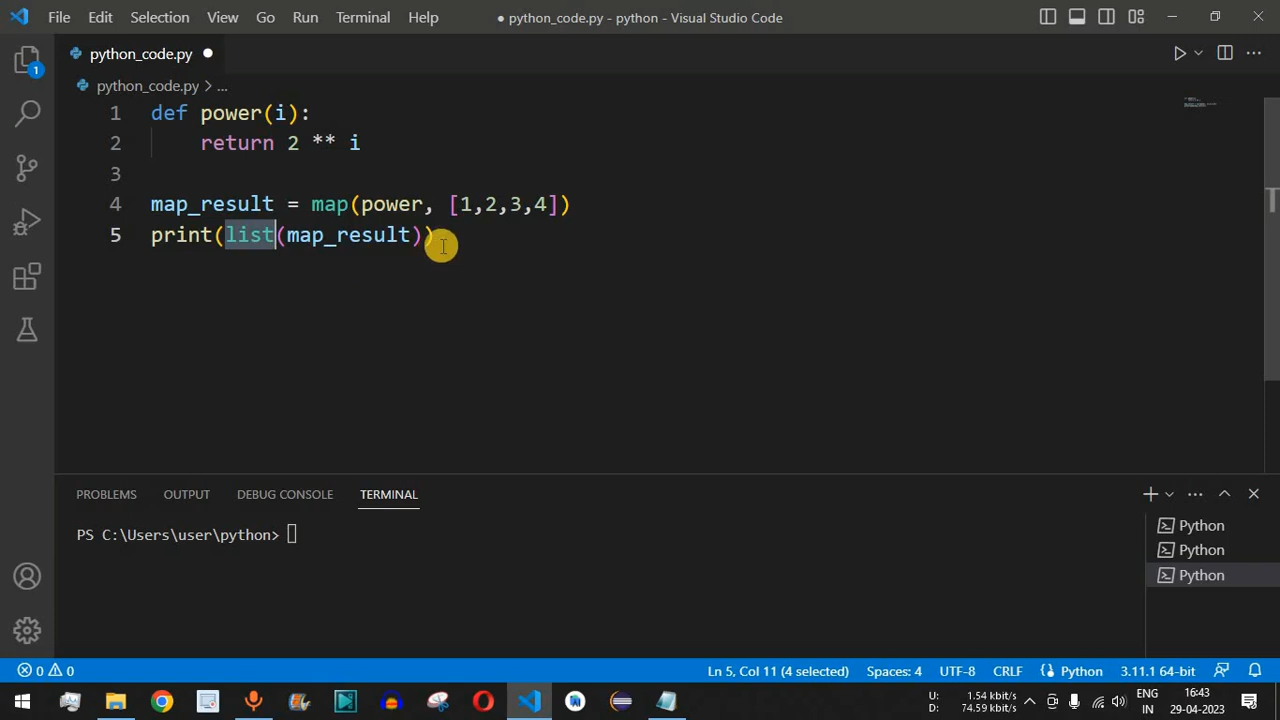 File Edit Selection View Go Run Terminal Help ● python_code.py - python - Visual Studio Code
python_code.py ●
python_code.py > ...
1 def power(i):
2     return 2 ** i
3
4 map_result = map(power, [1,2,3,4])
5 print(list(map_result))
PROBLEMS OUTPUT DEBUG CONSOLE TERMINAL
PS C:\Users\user\python>
Python
Python
Python
1
0 0 Ln 5, Col 11 (4 selected) Spaces: 4 UTF-8 CRLF Python 3.11.1 64-bit
U: 1.54 kbit/s
D: 74.59 kbit/s
ENG
IN
16:43
29-04-2023